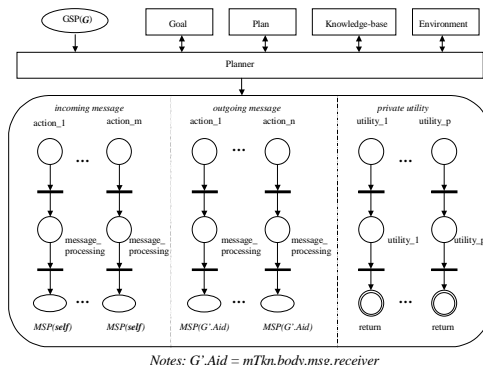 GSP(G) Goal Plan Knowledge-base Environment
Planner
incoming message outgoing message private utility
action_1 action_m action_1 action_n utility_1 utility_p
... ... ...
message_ message_ message_ message_ utility_1 utility_p
processing processing processing processing
... ... ...
MSP(self) MSP(self) MSP(G'.Aid) MSP(G'.Aid) return return
Notes: G'.Aid = mTkn.body.msg.receiver